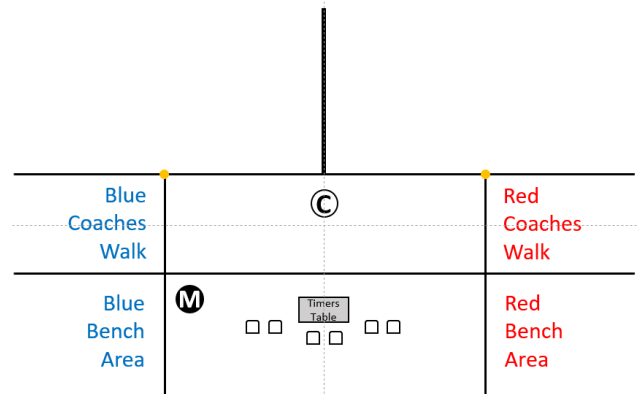 Blue
Coaches
Walk
C
Red
Coaches
Walk
Blue
Bench
Area
M
Timers
Table
Red
Bench
Area